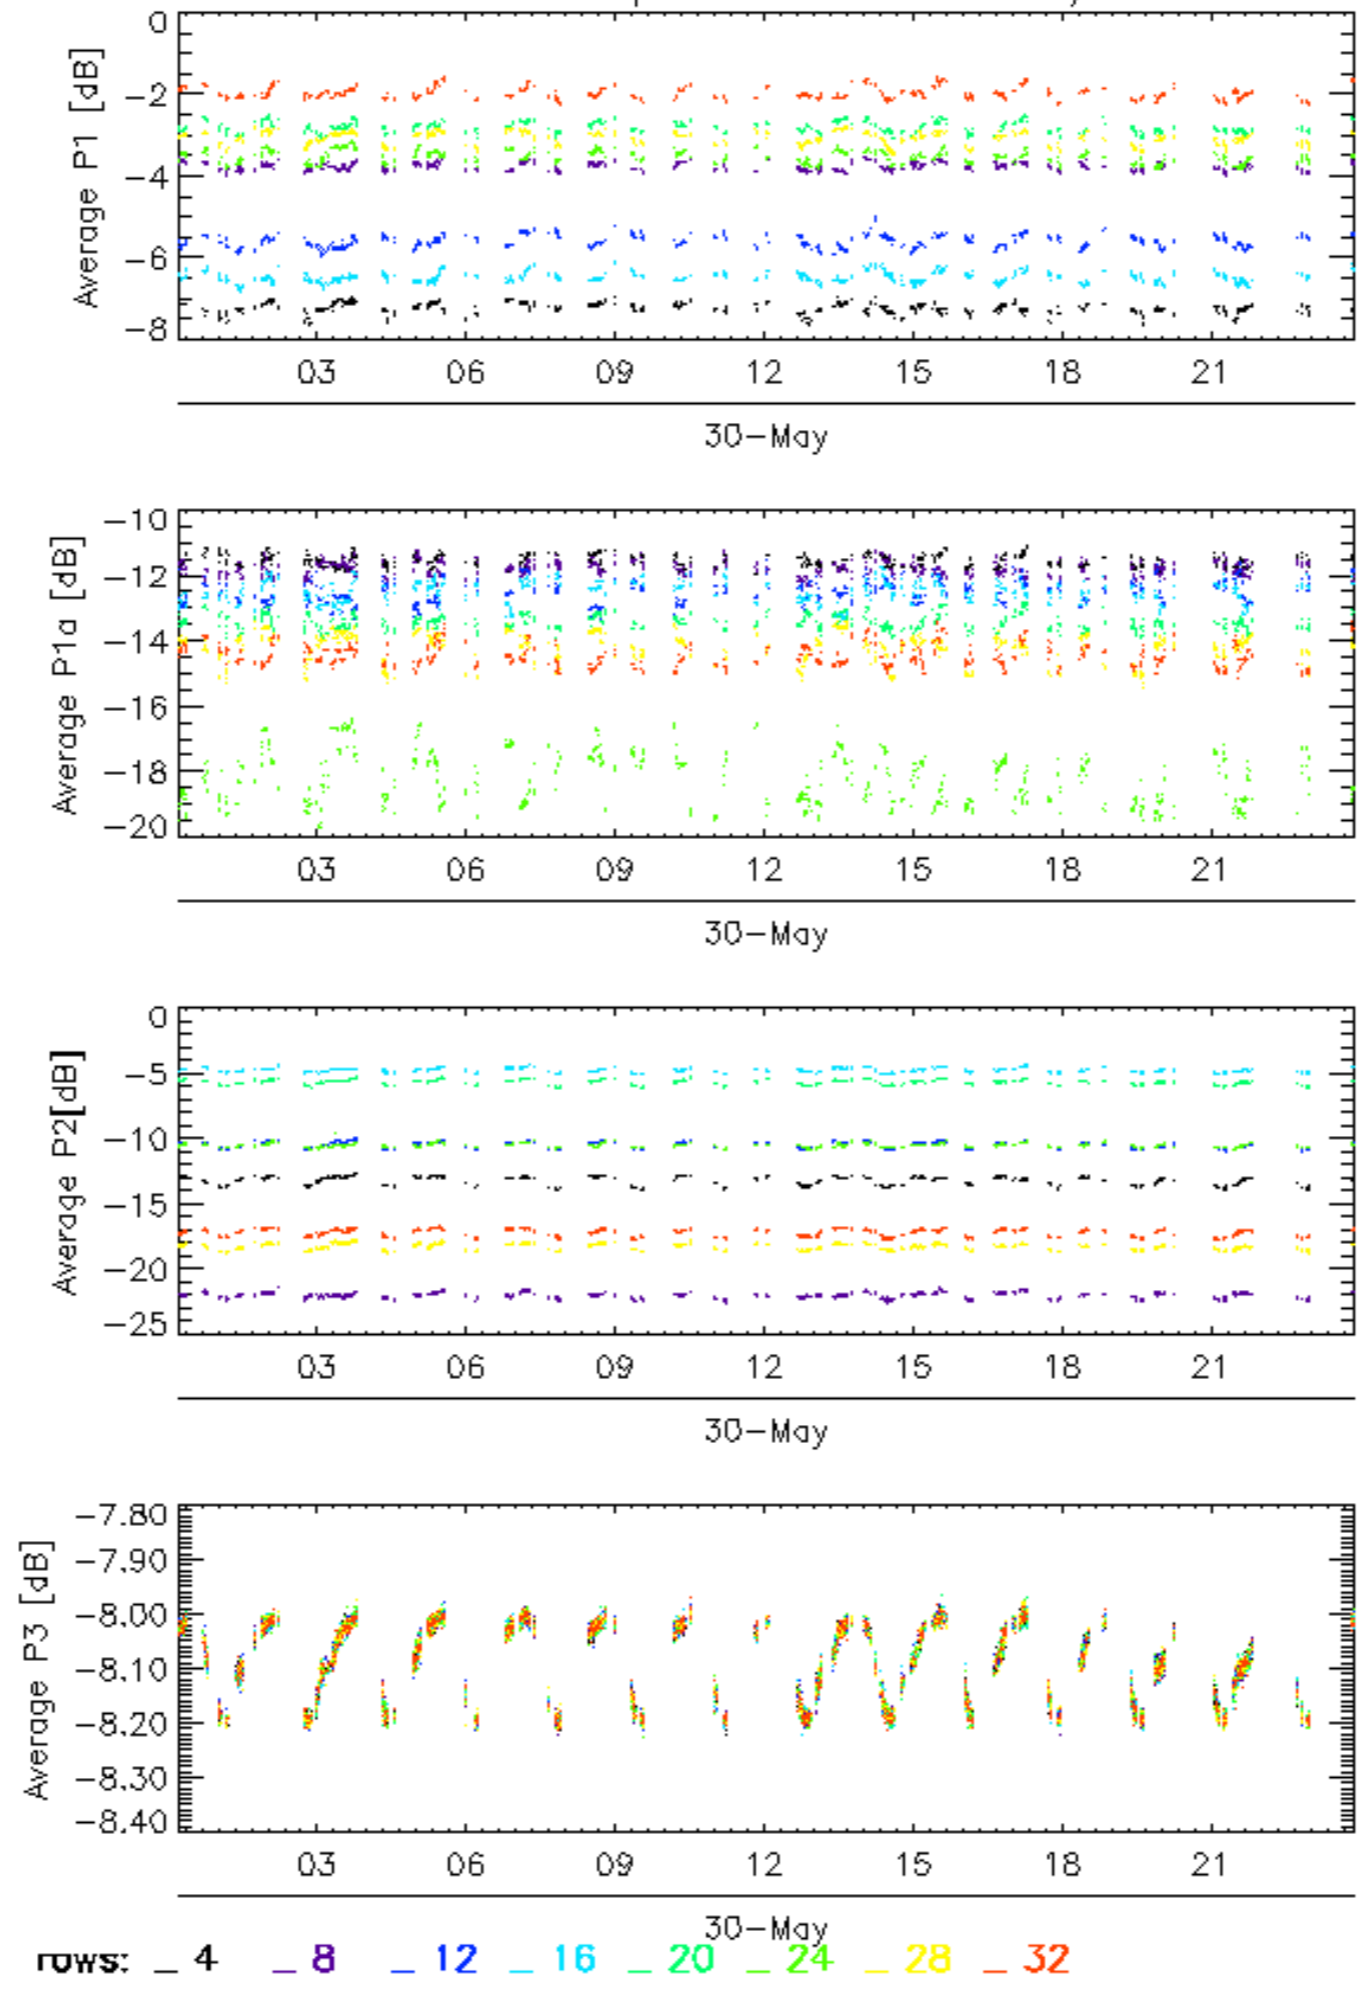 Average P1 [dB]
0
−2
−4
−6
−8
03 06 09 12 15 18 21
30−May
Average P1a [dB]
−10
−12
−14
−16
−18
−20
03 06 09 12 15 18 21
30−May
Average P2[dB]
0
−5
−10
−15
−20
−25
03 06 09 12 15 18 21
30−May
Average P3 [dB]
−7.80
−7.90
−8.00
−8.10
−8.20
−8.30
−8.40
03 06 09 12 15 18 21
30−May
rows: _ 4 _ 8 _ 12 _ 16 _ 20 _ 24 _ 28 _ 32